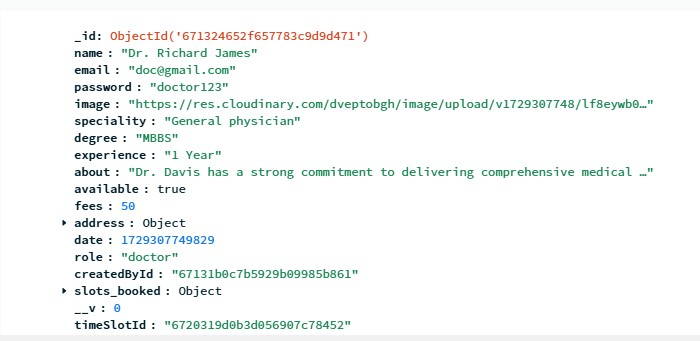 _id: ObjectId('671324652f657783c9d9d471')
name : "Dr. Richard James"
email : "doc@gmail.com"
password : "doctor123"
image : "https://res.cloudinary.com/dveptobgh/image/upload/v1729307748/lf8eywb0…"
speciality : "General physician"
degree : "MBBS"
experience : "1 Year"
about : "Dr. Davis has a strong commitment to delivering comprehensive medical …"
available : true
fees : 50
address : Object
date : 1729307749829
role : "doctor"
createdById : "67131b0c7b5929b09985b861"
slots_booked : Object
__v : 0
timeSlotId : "6720319d0b3d056907c78452"